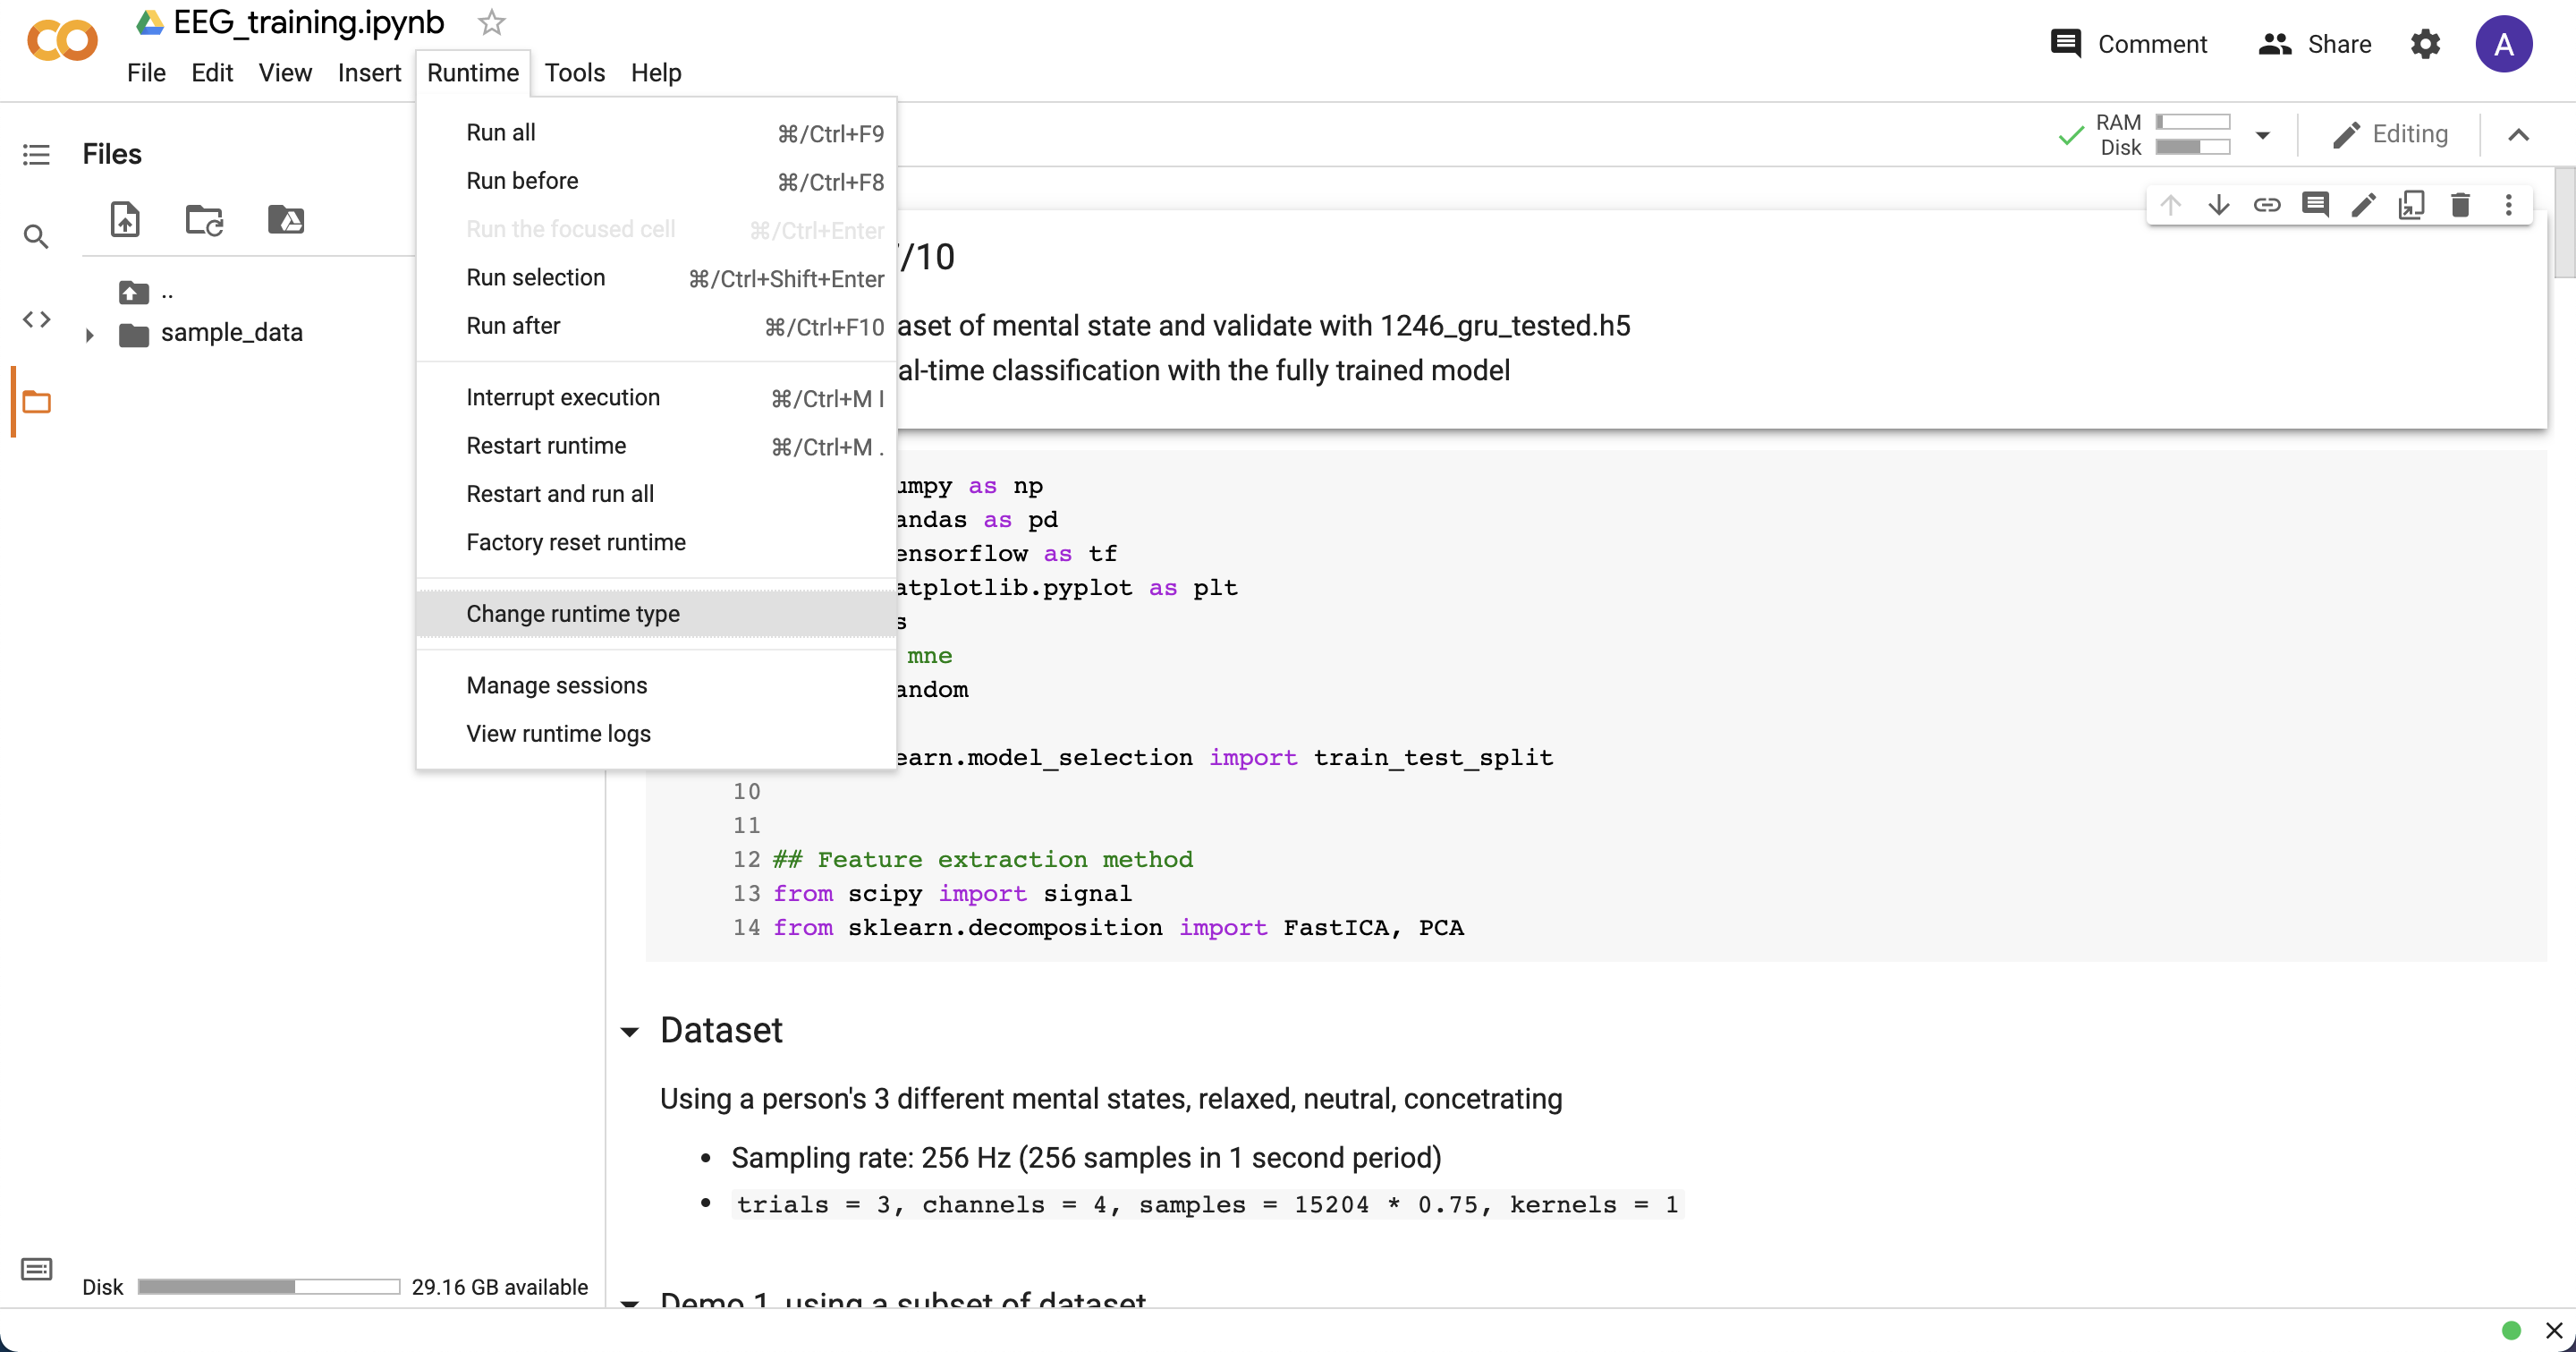 EEG_training.ipynb
File Edit View Insert Runtime Tools Help
Comment
Share
A
Files
..
sample_data
Run all ⌘/Ctrl+F9
Run before ⌘/Ctrl+F8
Run the focused cell ⌘/Ctrl+Enter
Run selection ⌘/Ctrl+Shift+Enter
Run after ⌘/Ctrl+F10
Interrupt execution ⌘/Ctrl+M I
Restart runtime ⌘/Ctrl+M .
Restart and run all
Factory reset runtime
Change runtime type
Manage sessions
View runtime logs
RAM
Disk
Editing
/10
aset of mental state and validate with 1246_gru_tested.h5
al-time classification with the fully trained model
umpy as np
andas as pd
ensorflow as tf
atplotlib.pyplot as plt
s
mne
andom
earn.model_selection import train_test_split
10
11
12 ## Feature extraction method
13 from scipy import signal
14 from sklearn.decomposition import FastICA, PCA
Dataset
Using a person's 3 different mental states, relaxed, neutral, concetrating
• Sampling rate: 256 Hz (256 samples in 1 second period)
• trials = 3, channels = 4, samples = 15204 * 0.75, kernels = 1
Demo 1, using a subset of dataset
Disk 29.16 GB available